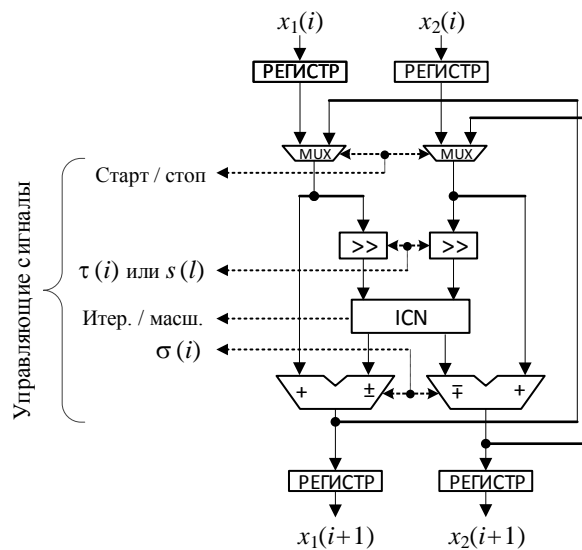 x₁(i) x₂(i)
РЕГИСТР РЕГИСТР
MUX MUX
Старт / стоп
>> >>
τ(i) или s(l)
Итер. / масш.
ICN
σ(i)
+ ± ∓ +
Управляющие сигналы
РЕГИСТР РЕГИСТР
x₁(i+1) x₂(i+1)